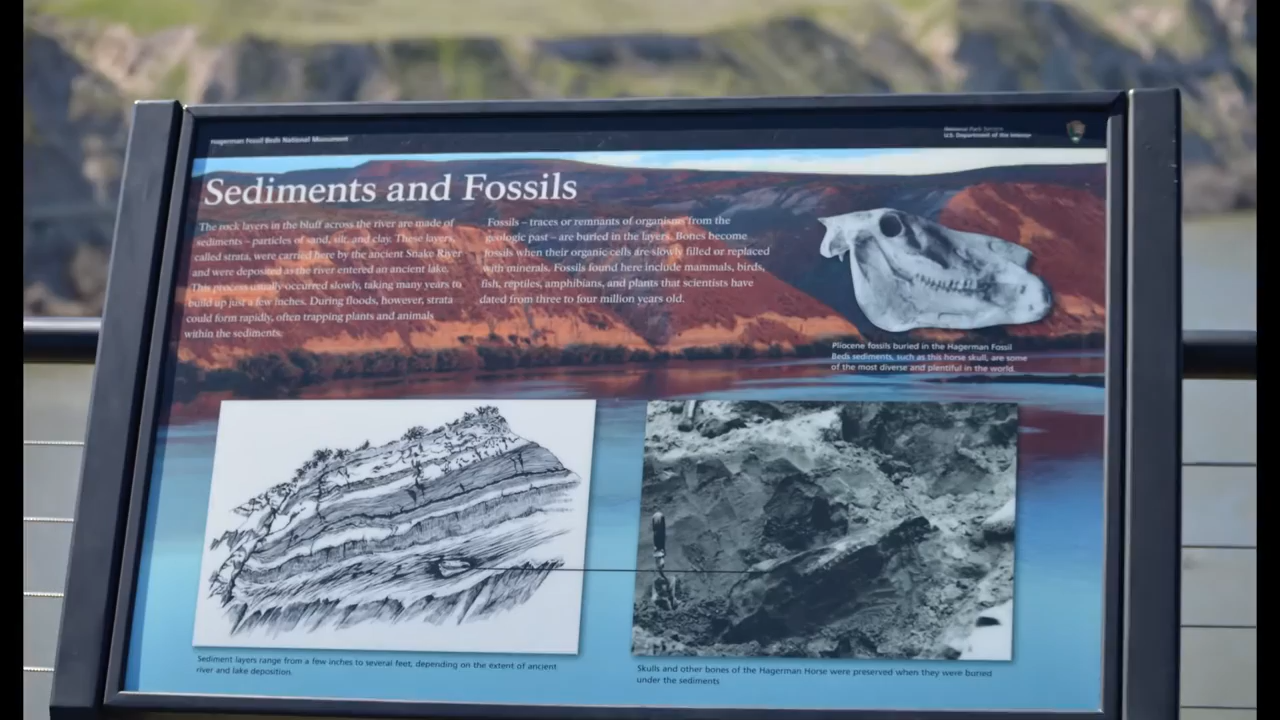 Hagerman Fossil Beds National Monument
National Park Service
U.S. Department of the Interior
Sediments and Fossils
The rock layers in the bluff across the river are made of
sediments – particles of sand, silt, and clay. These layers,
called strata, were carried here by the ancient Snake River
and were deposited as the river entered an ancient lake.
This process usually occurred slowly, taking many years to
build up just a few inches. During floods, however, strata
could form rapidly, often trapping plants and animals
within the sediments.
Fossils – traces or remnants of organisms from the
geologic past – are buried in the layers. Bones become
fossils when their organic cells are slowly filled or replaced
with minerals. Fossils found here include mammals, birds,
fish, reptiles, amphibians, and plants that scientists have
dated from three to four million years old.
Pliocene fossils buried in the Hagerman Fossil
Beds sediments, such as this horse skull, are some
of the most diverse and plentiful in the world.
Sediment layers range from a few inches to several feet, depending on the extent of ancient
river and lake deposition.
Skulls and other bones of the Hagerman Horse were preserved when they were buried
under the sediments